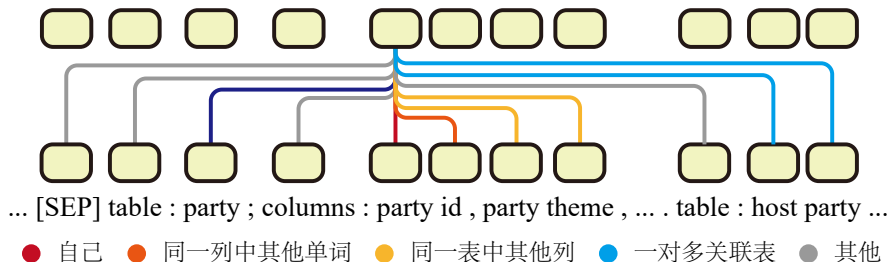 ... [SEP] table : party ; columns : party id , party theme , ... . table : host party ...
自己 同一列中其他单词 同一表中其他列 一对多关联表 其他